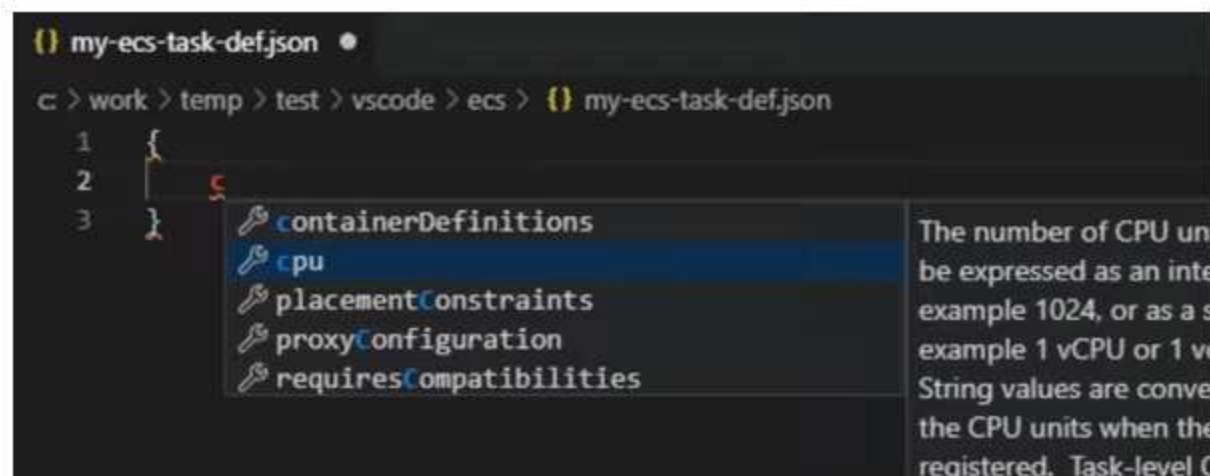 {} my-ecs-task-def.json ●
c: > work > temp > test > vscode > ecs > {} my-ecs-task-def.json
1 {
2 c
3 }
containerDefinitions
cpu
placementConstraints
proxyConfiguration
requiresCompatibilities
The number of CPU un
be expressed as an inte
example 1024, or as a s
example 1 vCPU or 1 v
String values are conve
the CPU units when the
registered. Task-level C